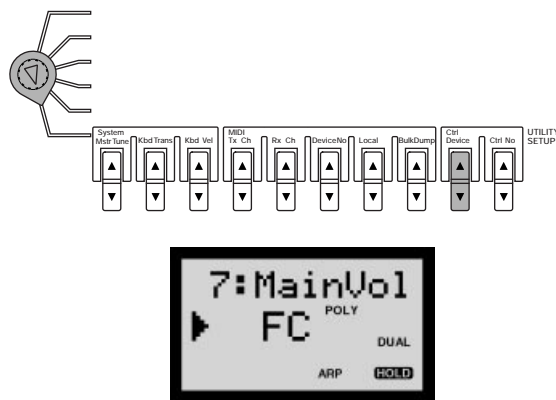 System MIDI Ctrl UTILITY
MstrTune KbdTrans Kbd Vel Tx Ch Rx Ch DeviceNo Local BulkDump Device Ctrl No SETUP
7:MainVol
FC POLY
DUAL
ARP HOLD